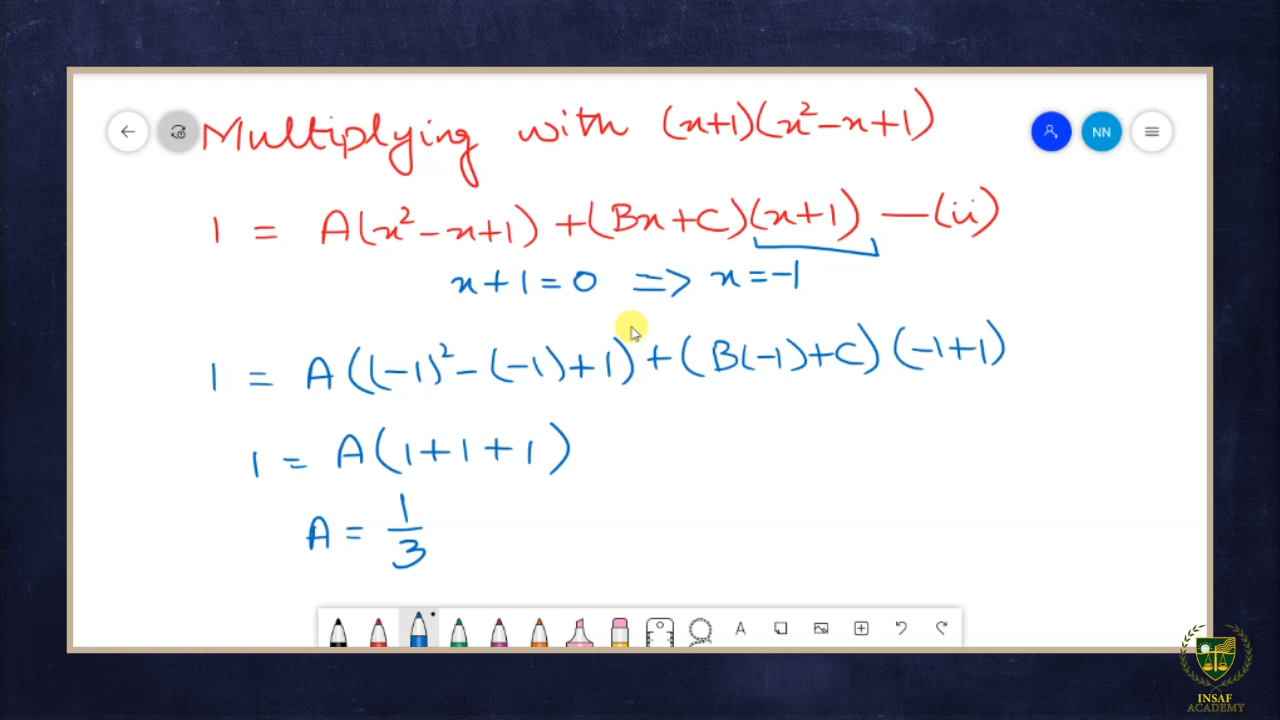 Multiplying with (x+1)(x²-x+1)
NN
1 = A(x²-x+1) + (Bx+C)(x+1) — (ii)
x+1=0 ⇒ x=-1
1 = A((-1)²-(-1)+1) + (B(-1)+C)(-1+1)
1 = A(1+1+1)
A = 1/3
A
INSAF
ACADEMY